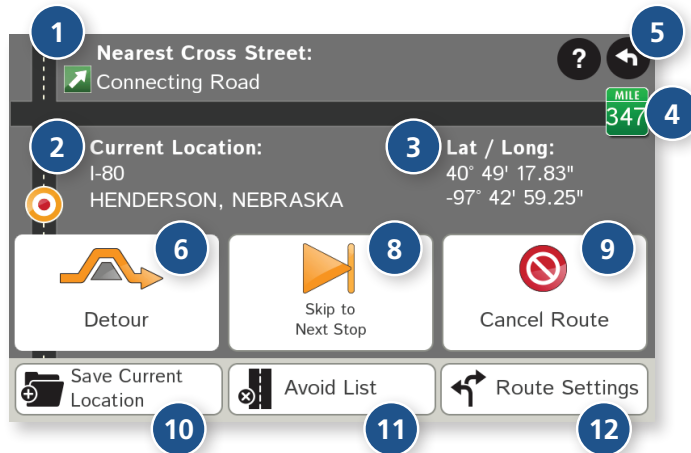 1
Nearest Cross Street:
Connecting Road
?
5
MILE
347
4
2
Current Location:
I-80
HENDERSON, NEBRASKA
3
Lat / Long:
40° 49' 17.83"
-97° 42' 59.25"
6
Detour
8
Skip to
Next Stop
9
Cancel Route
Save Current
Location
10
Avoid List
11
Route Settings
12